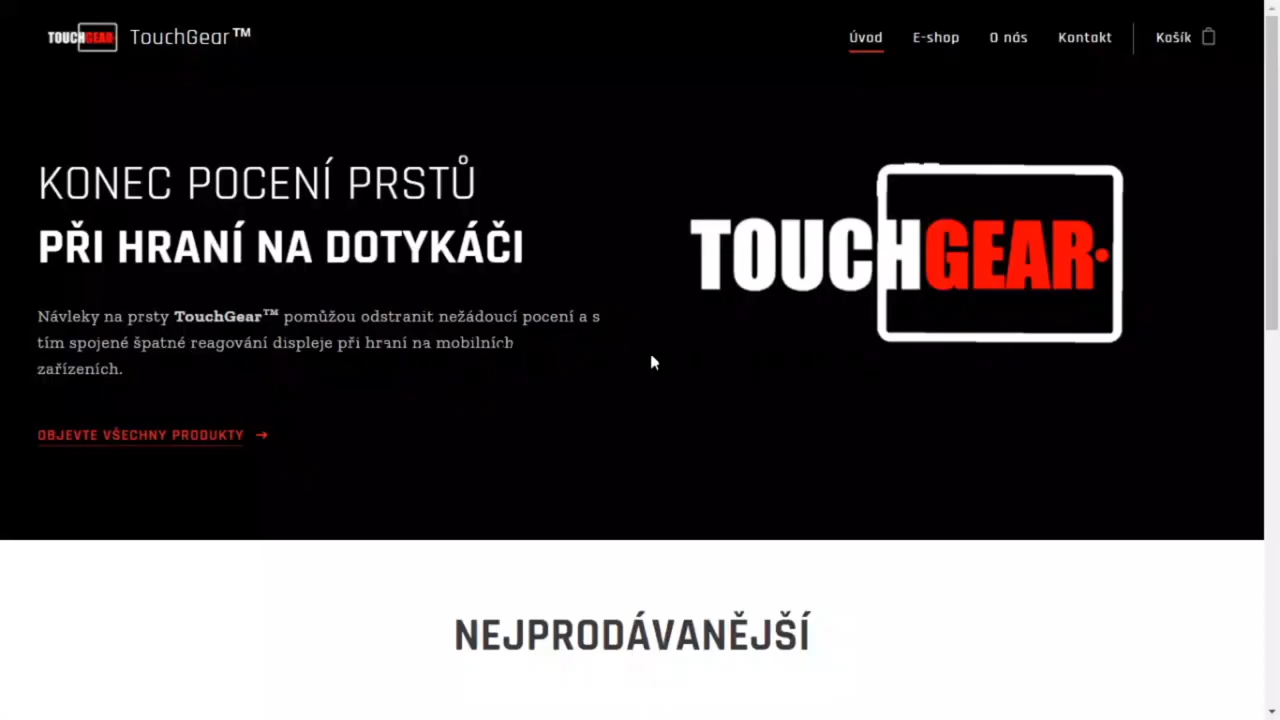 TOUCHGEAR TouchGear™
Úvod E-shop O nás Kontakt Košík
KONEC POCENÍ PRSTŮ
PŘI HRANÍ NA DOTYKÁČI
TOUCHGEAR
Návleky na prsty TouchGear™ pomůžou odstranit nežádoucí pocení a s
tím spojené špatné reagování displeje při hraní na mobilních
zařízeních.
OBJEVTE VŠECHNY PRODUKTY →
NEJPRODÁVANĚJŠÍ